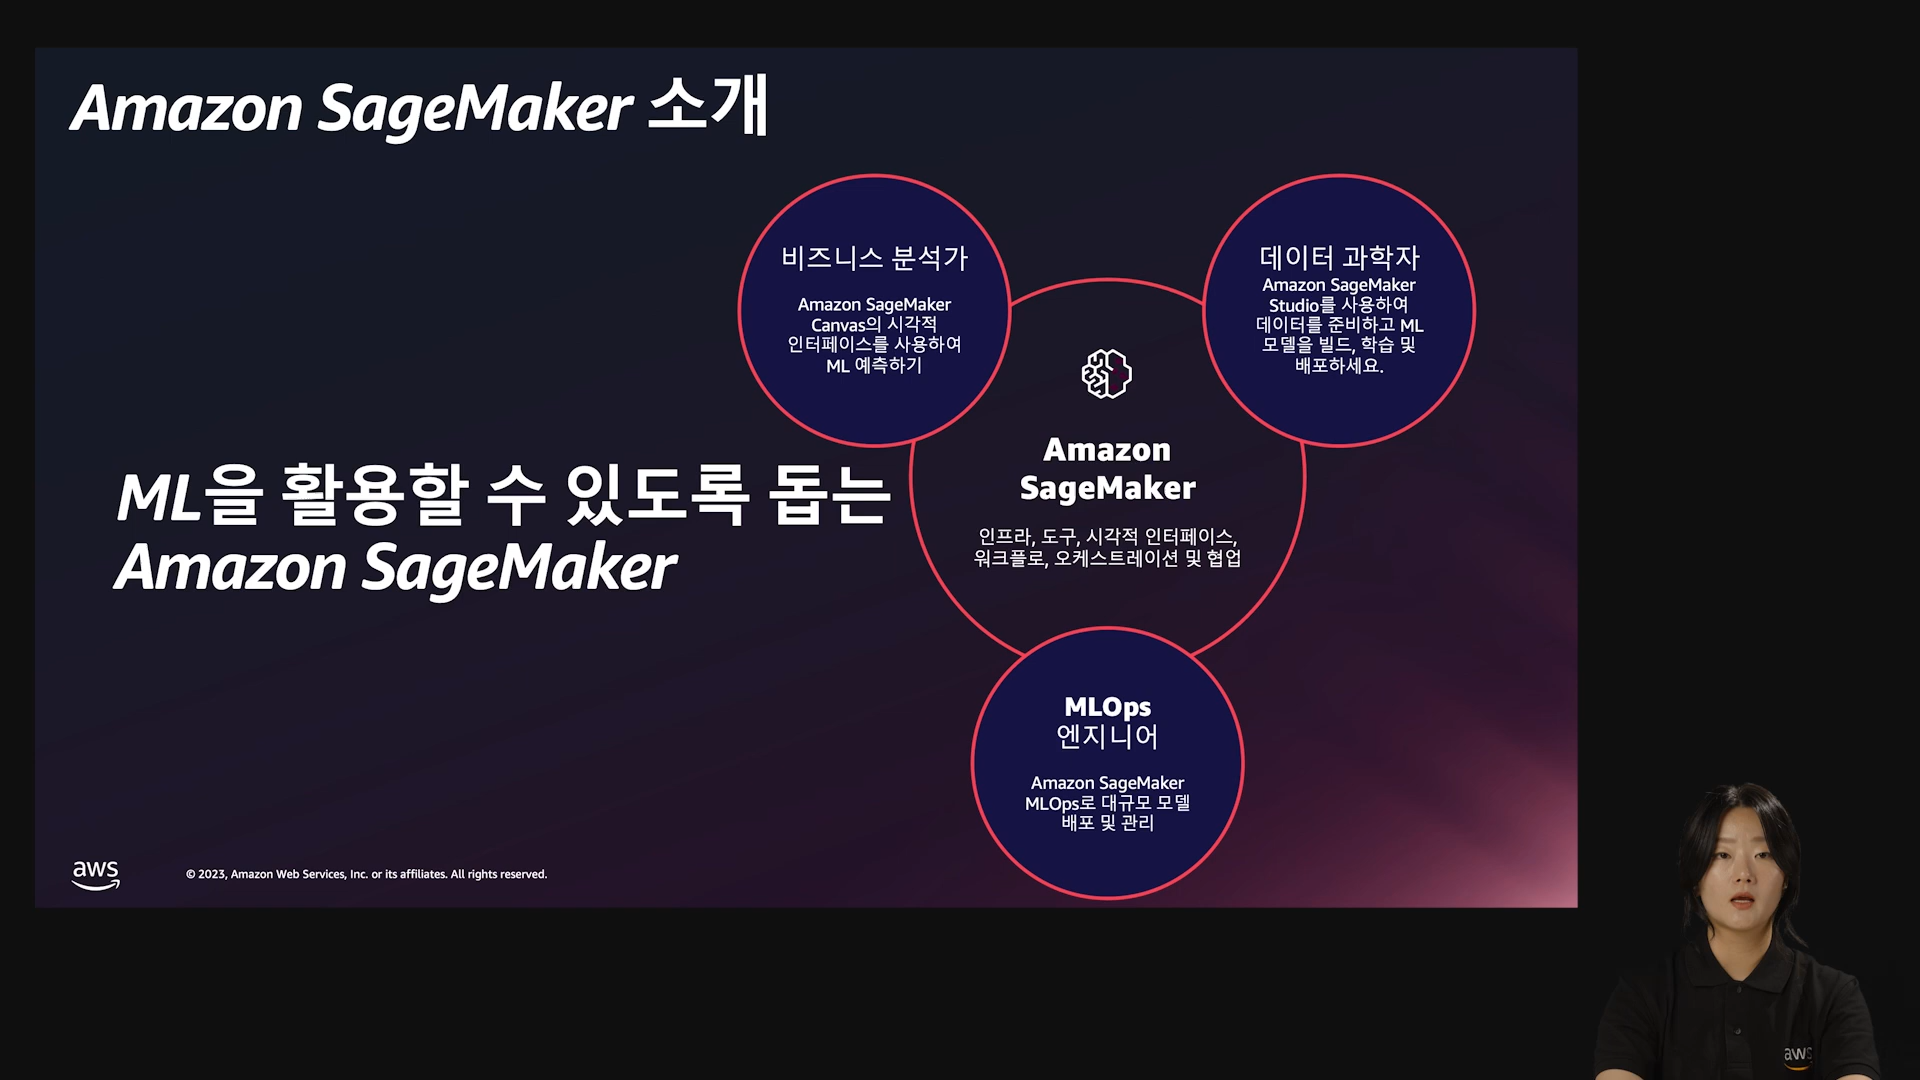 Amazon SageMaker 소개
비즈니스 분석가
Amazon SageMaker
Canvas의 시각적
인터페이스를 사용하여
ML 예측하기
데이터 과학자
Amazon SageMaker
Studio를 사용하여
데이터를 준비하고 ML
모델을 빌드, 학습 및
배포하세요.
ML을 활용할 수 있도록 돕는
Amazon SageMaker
Amazon
SageMaker
인프라, 도구, 시각적 인터페이스,
워크플로, 오케스트레이션 및 협업
MLOps
엔지니어
Amazon SageMaker
MLOps로 대규모 모델
배포 및 관리
aws
© 2023, Amazon Web Services, Inc. or its affiliates. All rights reserved.
aws